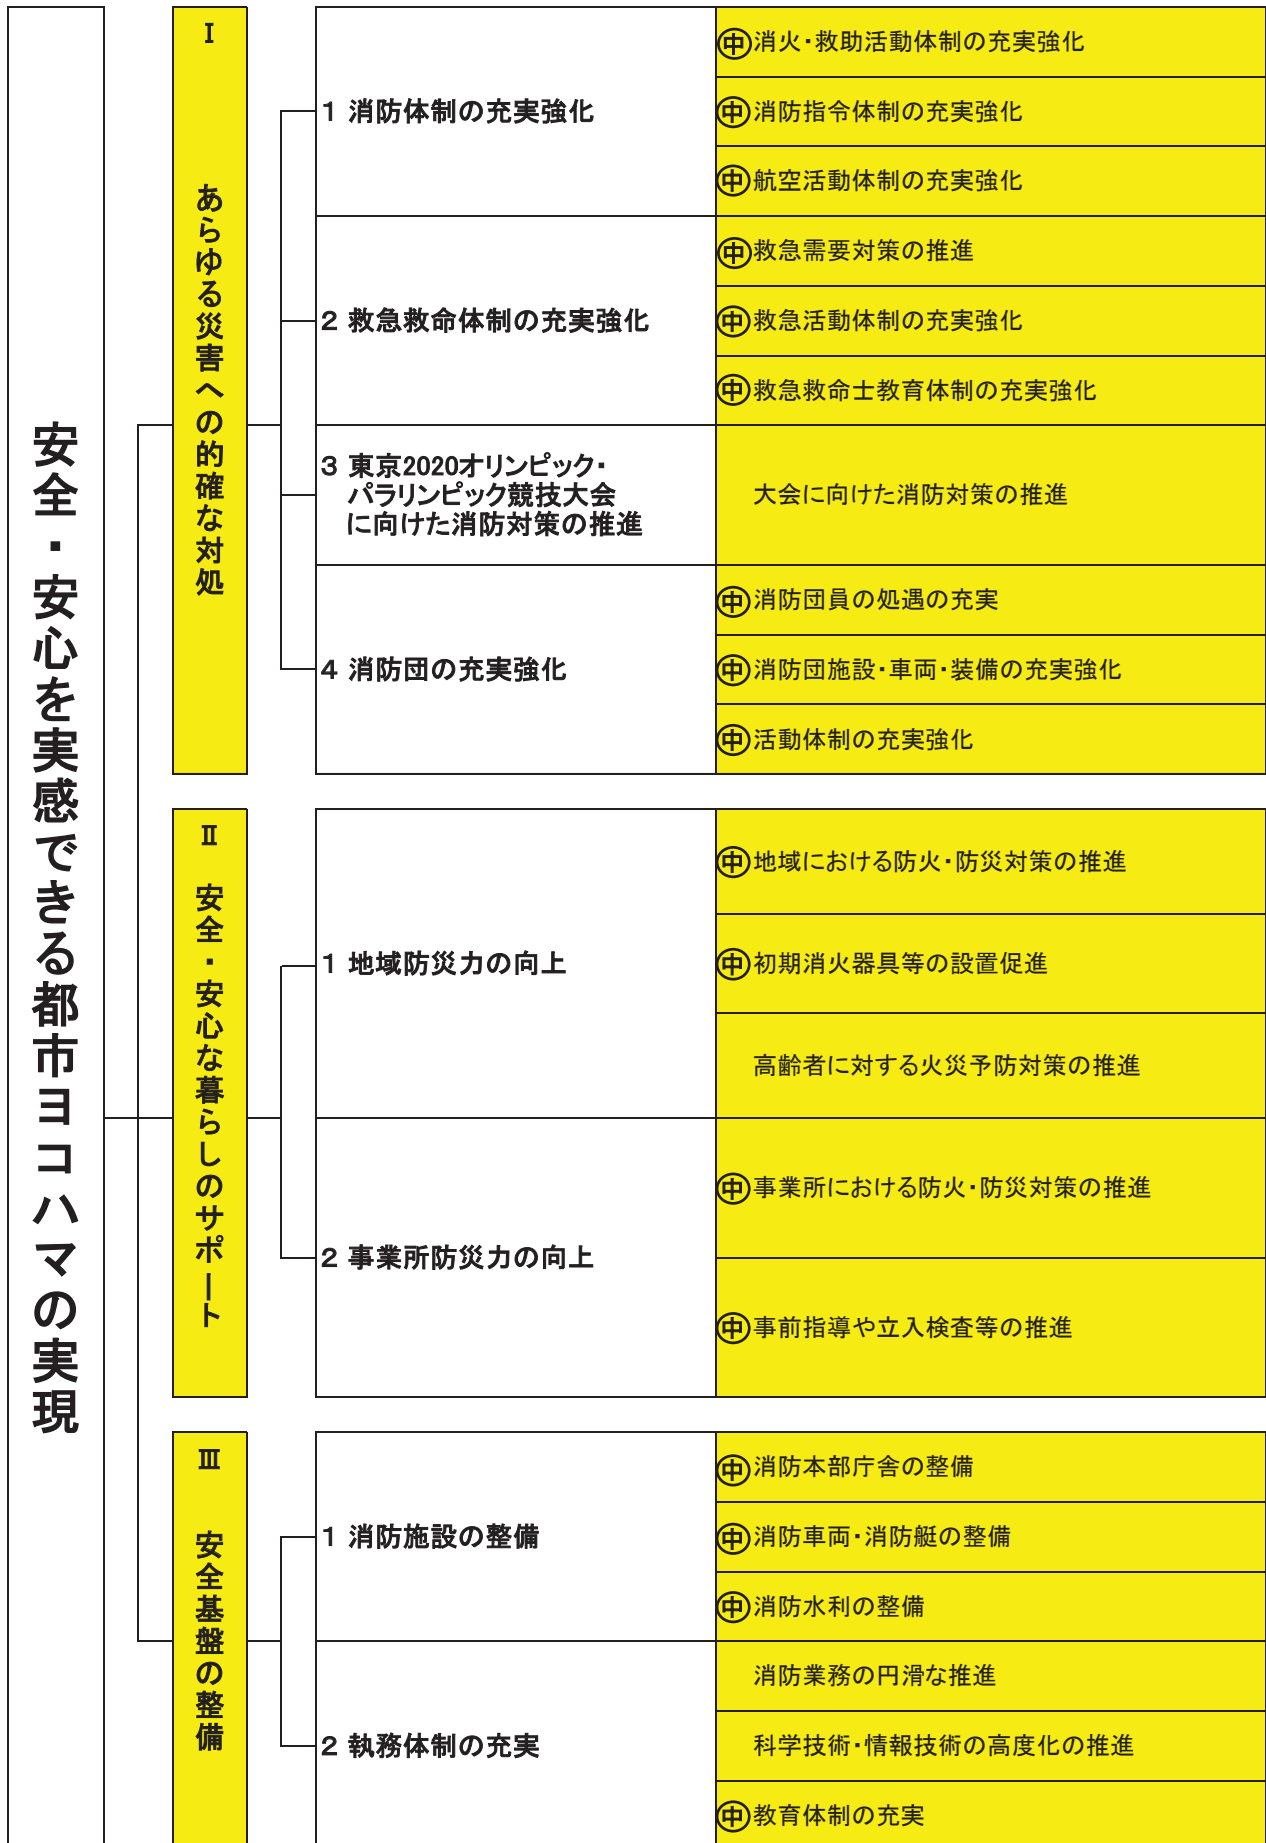 安全・安心を実感できる都市ヨコハマの実現
Ⅰ あらゆる災害への的確な対処
1 消防体制の充実強化
㊥消火・救助活動体制の充実強化
㊥消防指令体制の充実強化
㊥航空活動体制の充実強化
2 救急救命体制の充実強化
㊥救急需要対策の推進
㊥救急活動体制の充実強化
㊥救急救命士教育体制の充実強化
3 東京2020オリンピック・
パラリンピック競技大会
に向けた消防対策の推進
大会に向けた消防対策の推進
4 消防団の充実強化
㊥消防団員の処遇の充実
㊥消防団施設・車両・装備の充実強化
㊥活動体制の充実強化
Ⅱ 安全・安心な暮らしのサポート
1 地域防災力の向上
㊥地域における防火・防災対策の推進
㊥初期消火器具等の設置促進
高齢者に対する火災予防対策の推進
2 事業所防災力の向上
㊥事業所における防火・防災対策の推進
㊥事前指導や立入検査等の推進
Ⅲ 安全基盤の整備
1 消防施設の整備
㊥消防本部庁舎の整備
㊥消防車両・消防艇の整備
㊥消防水利の整備
2 執務体制の充実
消防業務の円滑な推進
科学技術・情報技術の高度化の推進
㊥教育体制の充実